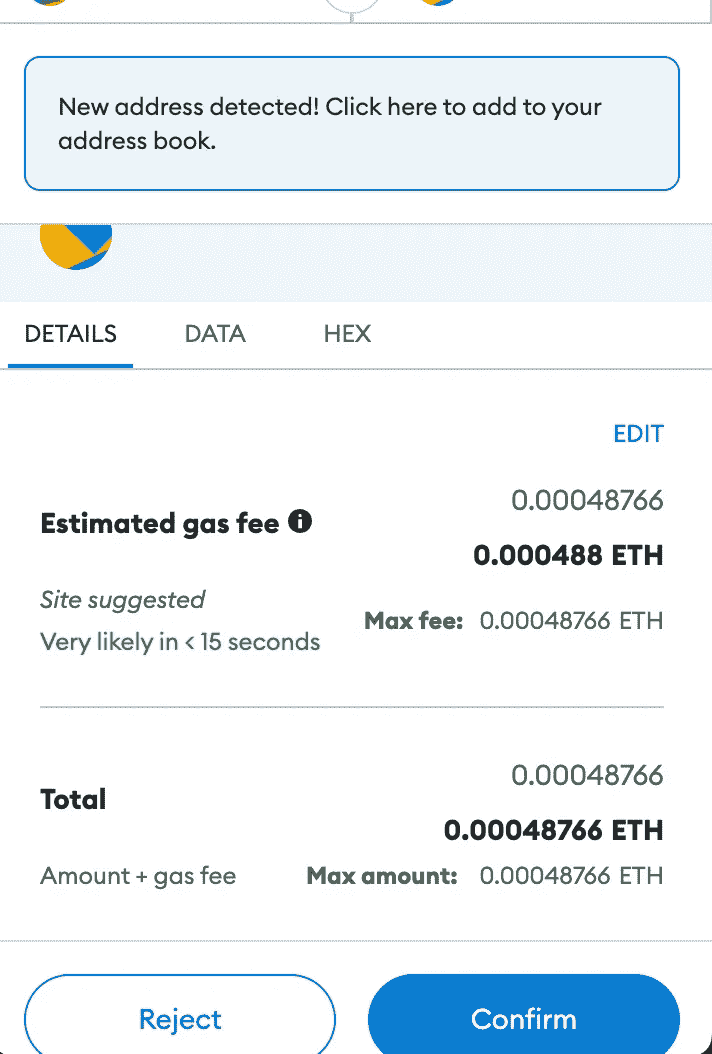 New address detected! Click here to add to your
address book.
DETAILS
DATA
HEX
EDIT
0.00048766
Estimated gas fee
0.000488 ETH
Site suggested
Max fee: 0.00048766 ETH
Very likely in < 15 seconds
0.00048766
Total
0.00048766 ETH
Amount + gas fee
Max amount: 0.00048766 ETH
Reject
Confirm